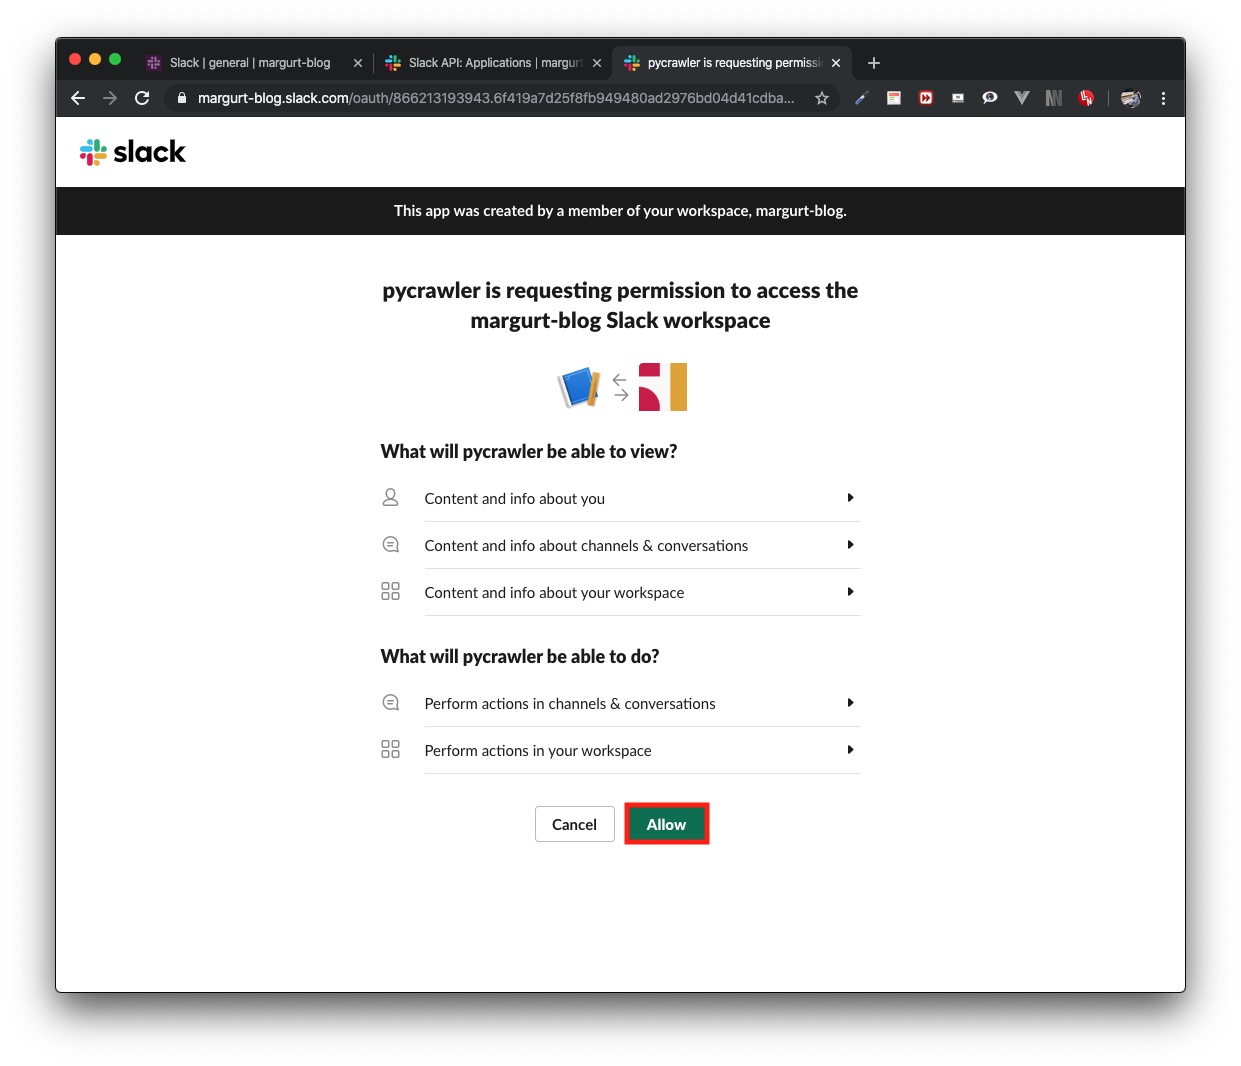 Slack | general | margurt-blog
Slack API: Applications | margurt
pycrawler is requesting permissi
margurt-blog.slack.com/oauth/866213193943.6f419a7d25f8fb949480ad2976bd04d41cdba...
slack
This app was created by a member of your workspace, margurt-blog.
pycrawler is requesting permission to access the
margurt-blog Slack workspace
What will pycrawler be able to view?
Content and info about you
Content and info about channels & conversations
Content and info about your workspace
What will pycrawler be able to do?
Perform actions in channels & conversations
Perform actions in your workspace
Cancel
Allow